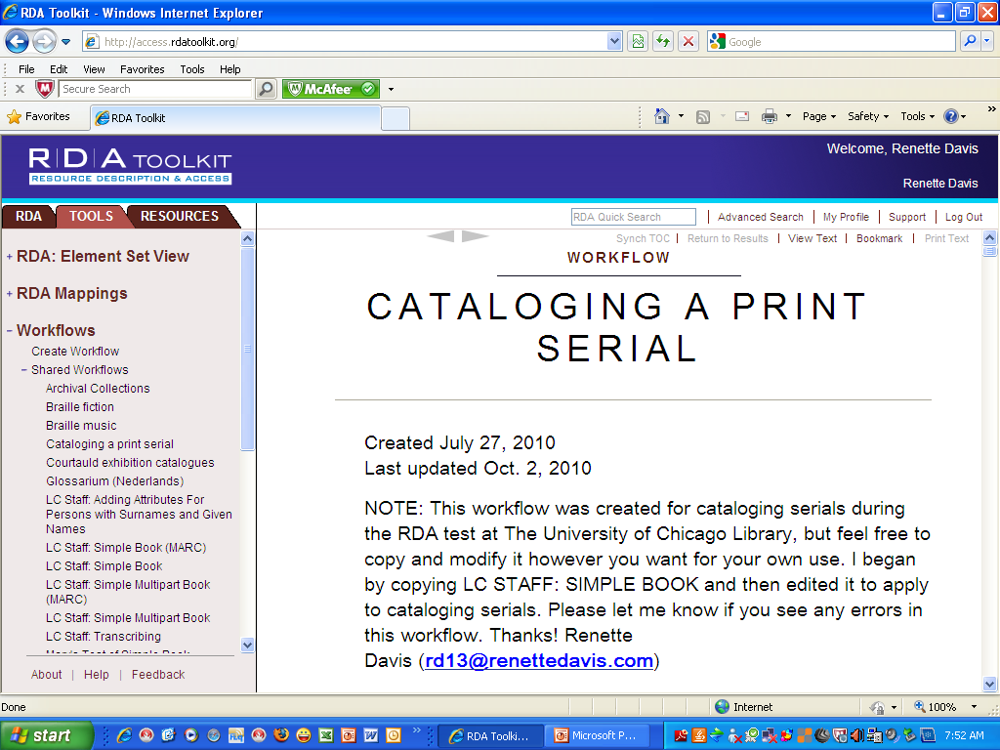 RDA Toolkit - Windows Internet Explorer
http://access.rdatoolkit.org/
Google
File Edit View Favorites Tools Help
Secure Search
McAfee
Favorites
RDA Toolkit
Page
Safety
Tools
R|D|A TOOLKIT
RESOURCE DESCRIPTION & ACCESS
Welcome, Renette Davis
Renette Davis
RDA TOOLS RESOURCES
RDA Quick Search | Advanced Search | My Profile | Support | Log Out
Synch TOC | Return to Results | View Text | Bookmark | Print Text
+ RDA: Element Set View
+ RDA Mappings
- Workflows
Create Workflow
- Shared Workflows
Archival Collections
Braille fiction
Braille music
Cataloging a print serial
Courtauld exhibition catalogues
Glossarium (Nederlands)
LC Staff: Adding Attributes For
Persons with Surnames and Given
Names
LC Staff: Simple Book (MARC)
LC Staff: Simple Book
LC Staff: Simple Multipart Book
(MARC)
LC Staff: Simple Multipart Book
LC Staff: Transcribing
About | Help | Feedback
WORKFLOW
CATALOGING A PRINT
SERIAL
Created July 27, 2010
Last updated Oct. 2, 2010
NOTE: This workflow was created for cataloging serials during
the RDA test at The University of Chicago Library, but feel free to
copy and modify it however you want for your own use. I began
by copying LC STAFF: SIMPLE BOOK and then edited it to apply
to cataloging serials. Please let me know if you see any errors in
this workflow. Thanks! Renette
Davis (rd13@renettedavis.com)
Done
Internet
100%
start
RDA Toolki...
Microsoft P...
7:52 AM